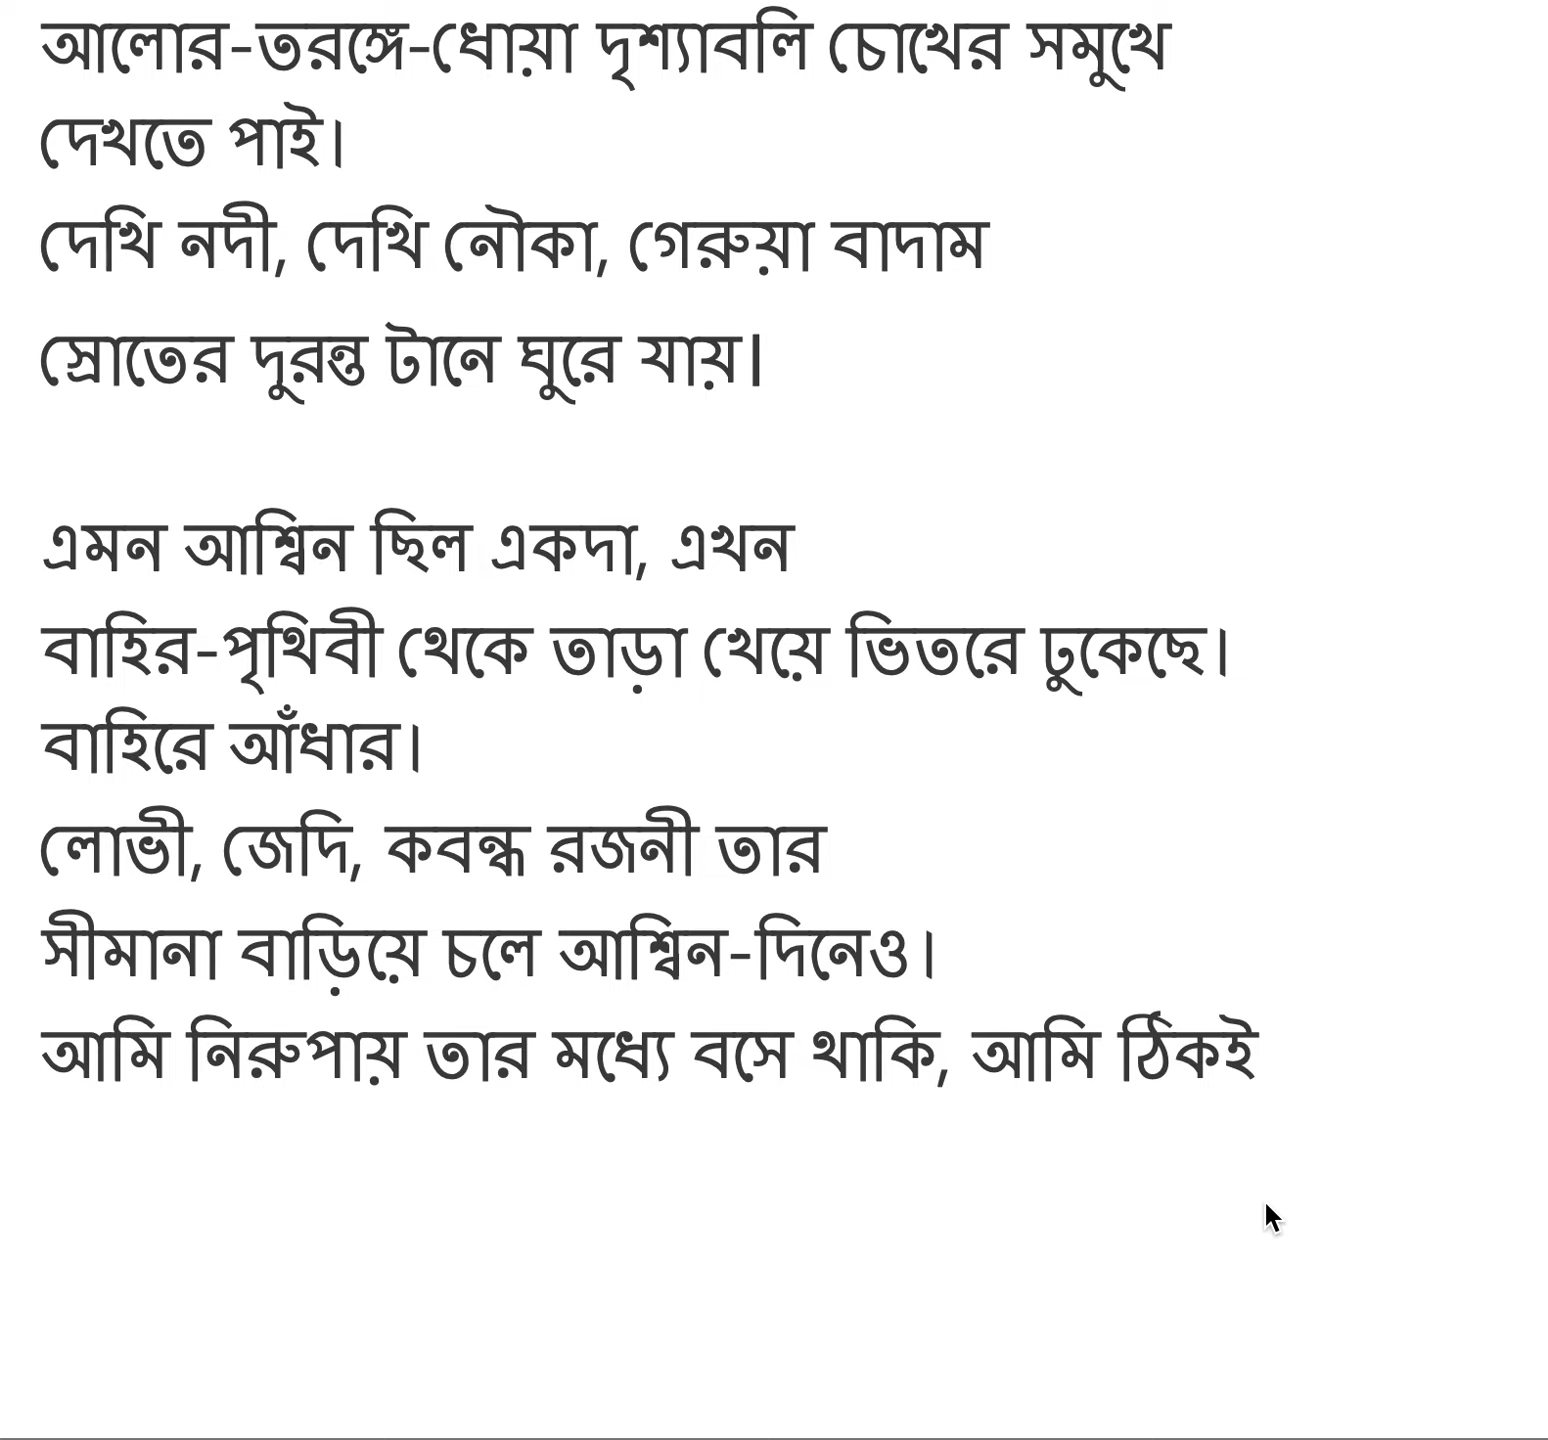 আলোর-তরঙ্গে-ধোয়া দৃশ্যাবলি চোখের সমুখে
দেখতে পাই।
দেখি নদী, দেখি নৌকা, গেরুয়া বাদাম
স্রোতের দুরন্ত টানে ঘুরে যায়।
এমন আশ্বিন ছিল একদা, এখন
বাহির-পৃথিবী থেকে তাড়া খেয়ে ভিতরে ঢুকেছে।
বাহিরে আঁধার।
লোভী, জেদি, কবন্ধ রজনী তার
সীমানা বাড়িয়ে চলে আশ্বিন-দিনেও।
আমি নিরুপায় তার মধ্যে বসে থাকি, আমি ঠিকই